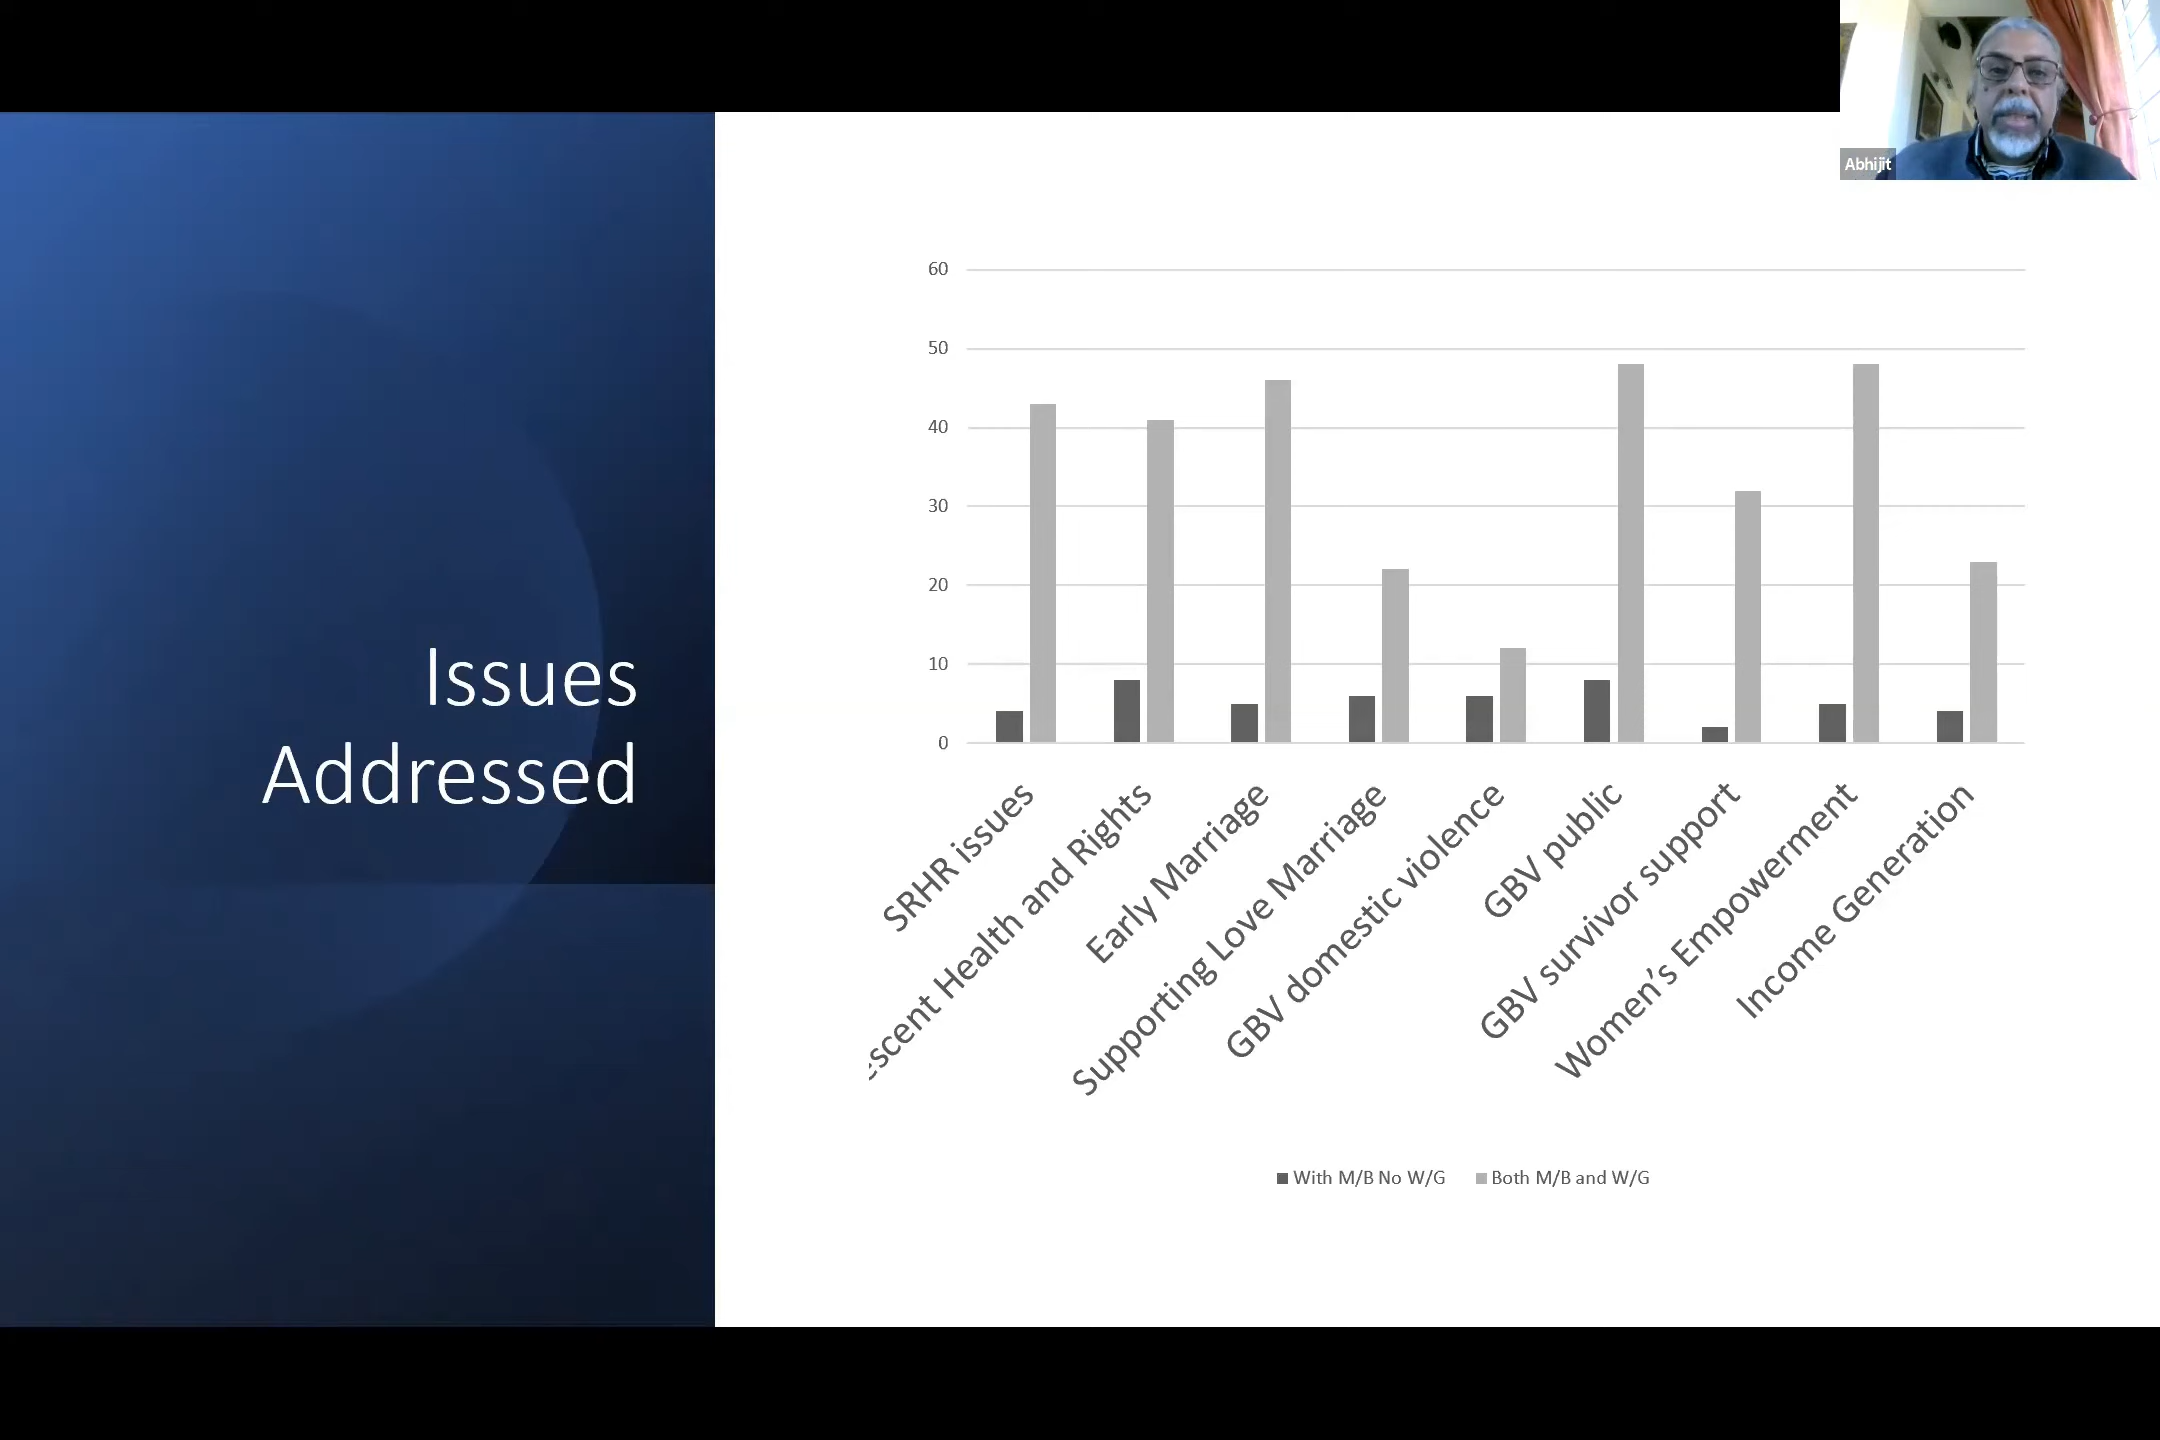 Abhijit
Issues
Addressed
60
50
40
30
20
10
0
SRHR issues
escent Health and Rights
Early Marriage
Supporting Love Marriage
GBV domestic violence
GBV public
GBV survivor support
Women’s Empowerment
Income Generation
With M/B No W/G
Both M/B and W/G